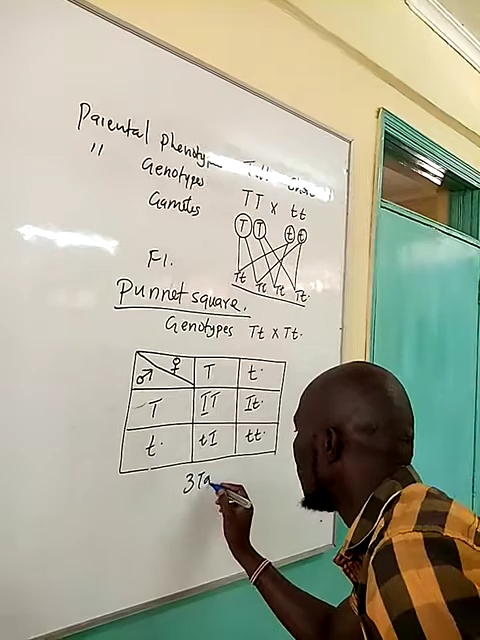 Parental Phenoty
" Genotypes TT x tt
Gametes T T t t
F1. Tt Tt Tt Tt.
Punnet square.
Genotypes Tt x Tt.
♂ ♀ T t.
T TT Tt.
t. tT tt.
3Ta